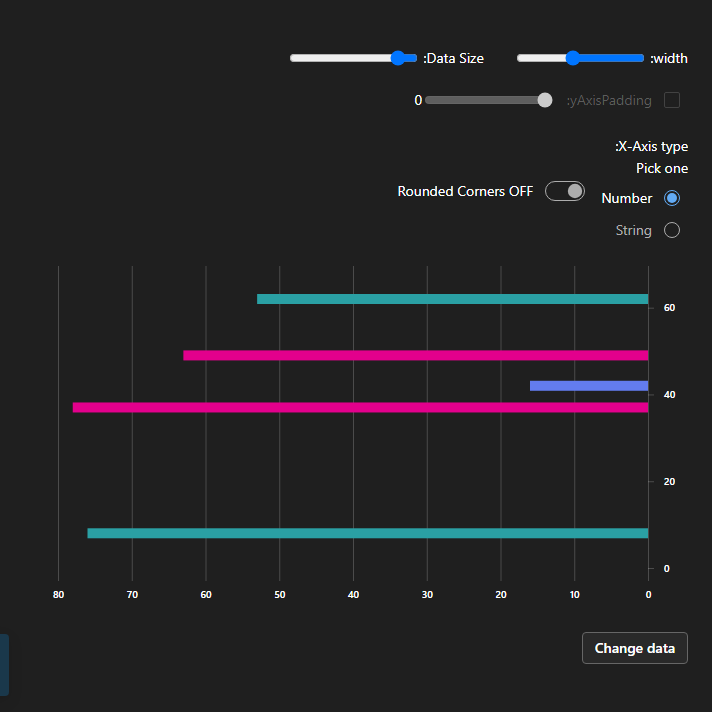 :width
:Data Size
:yAxisPadding
0
:X-Axis type
Pick one
Number
String
Rounded Corners OFF
60
40
20
0
80 70 60 50 40 30 20 10 0
Change data